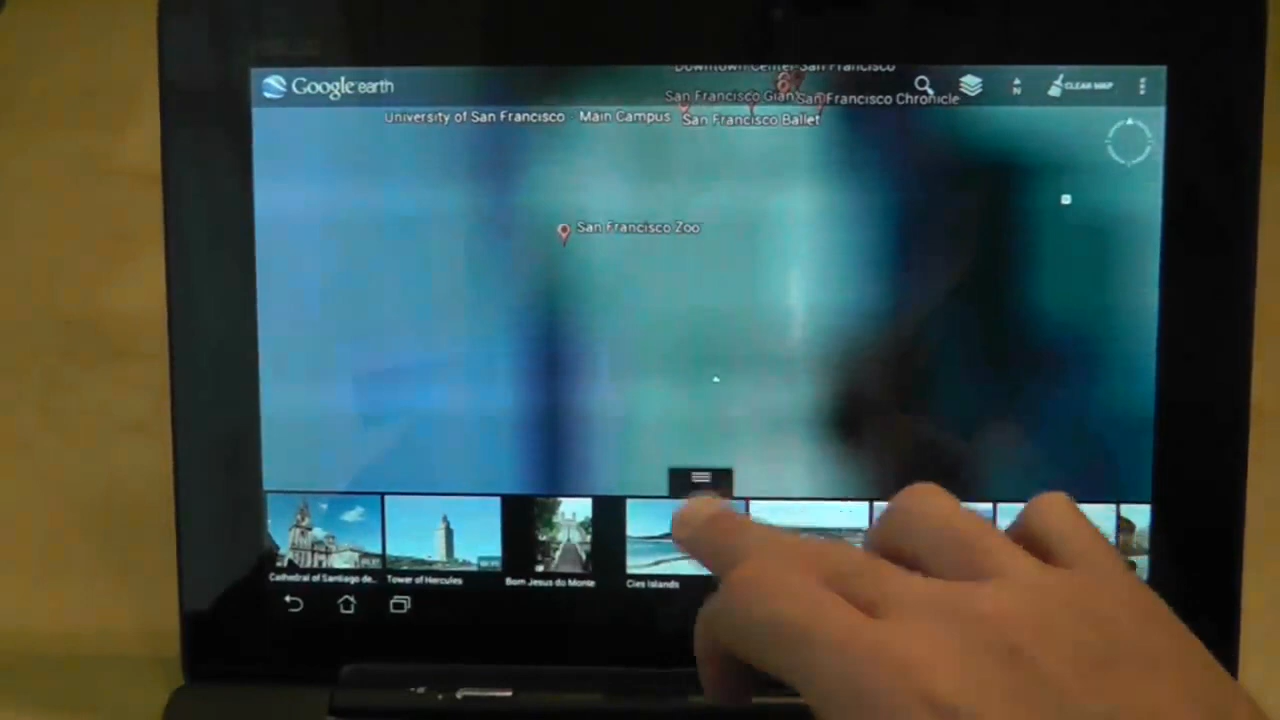 Google earth
Downtown Center San Francisco
San Francisco Gian
San Francisco Chronicle
N
CLEAR MAP
University of San Francisco Main Campus
San Francisco Ballet
San Francisco Zoo
Cathedral of Santiago de...
Tower of Hercules
Bom Jesus do Monte
Cies Islands